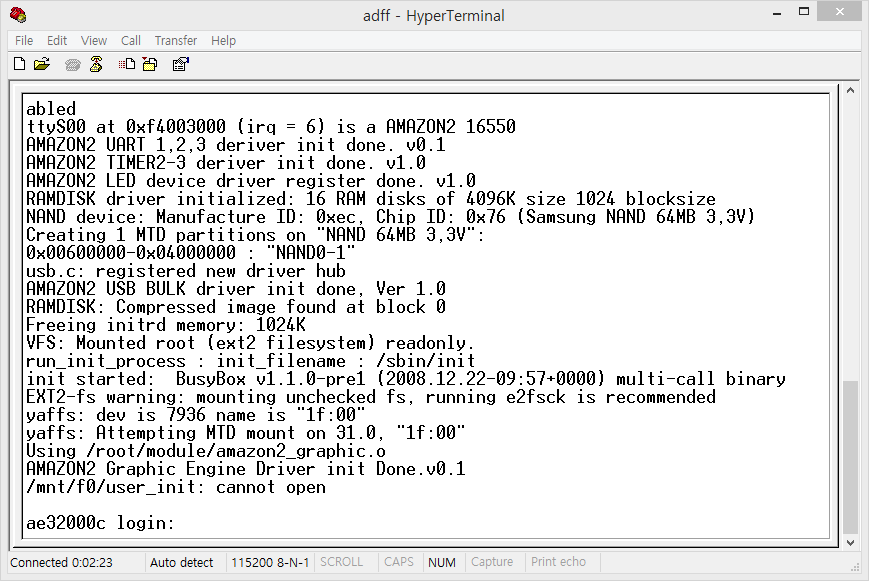 adff - HyperTerminal
File Edit View Call Transfer Help
abled
ttyS00 at 0xf4003000 (irq = 6) is a AMAZON2 16550
AMAZON2 UART 1,2,3 deriver init done. v0.1
AMAZON2 TIMER2-3 deriver init done. v1.0
AMAZON2 LED device driver register done. v1.0
RAMDISK driver initialized: 16 RAM disks of 4096K size 1024 blocksize
NAND device: Manufacture ID: 0xec, Chip ID: 0x76 (Samsung NAND 64MB 3,3V)
Creating 1 MTD partitions on "NAND 64MB 3,3V":
0x00600000-0x04000000 : "NAND0-1"
usb.c: registered new driver hub
AMAZON2 USB BULK driver init done, Ver 1.0
RAMDISK: Compressed image found at block 0
Freeing initrd memory: 1024K
VFS: Mounted root (ext2 filesystem) readonly.
run_init_process : init_filename : /sbin/init
init started:  BusyBox v1.1.0-pre1 (2008.12.22-09:57+0000) multi-call binary
EXT2-fs warning: mounting unchecked fs, running e2fsck is recommended
yaffs: dev is 7936 name is "1f:00"
yaffs: Attempting MTD mount on 31.0, "1f:00"
Using /root/module/amazon2_graphic.o
AMAZON2 Graphic Engine Driver init Done.v0.1
/mnt/f0/user_init: cannot open
ae32000c login:
Connected 0:02:23 Auto detect 115200 8-N-1 SCROLL CAPS NUM Capture Print echo